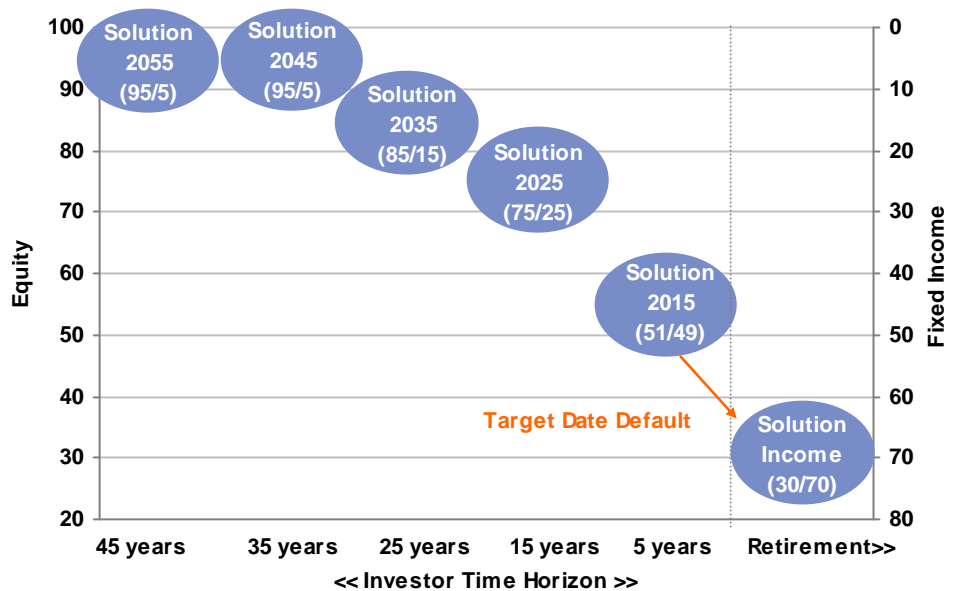 100
90
80
70
60
50
40
30
20
Equity
0
10
20
30
40
50
60
70
80
Fixed Income
Solution
2055
(95/5)
Solution
2045
(95/5)
Solution
2035
(85/15)
Solution
2025
(75/25)
Solution
2015
(51/49)
Target Date Default
Solution
Income
(30/70)
45 years
35 years
25 years
15 years
5 years
Retirement>>
<< Investor Time Horizon >>